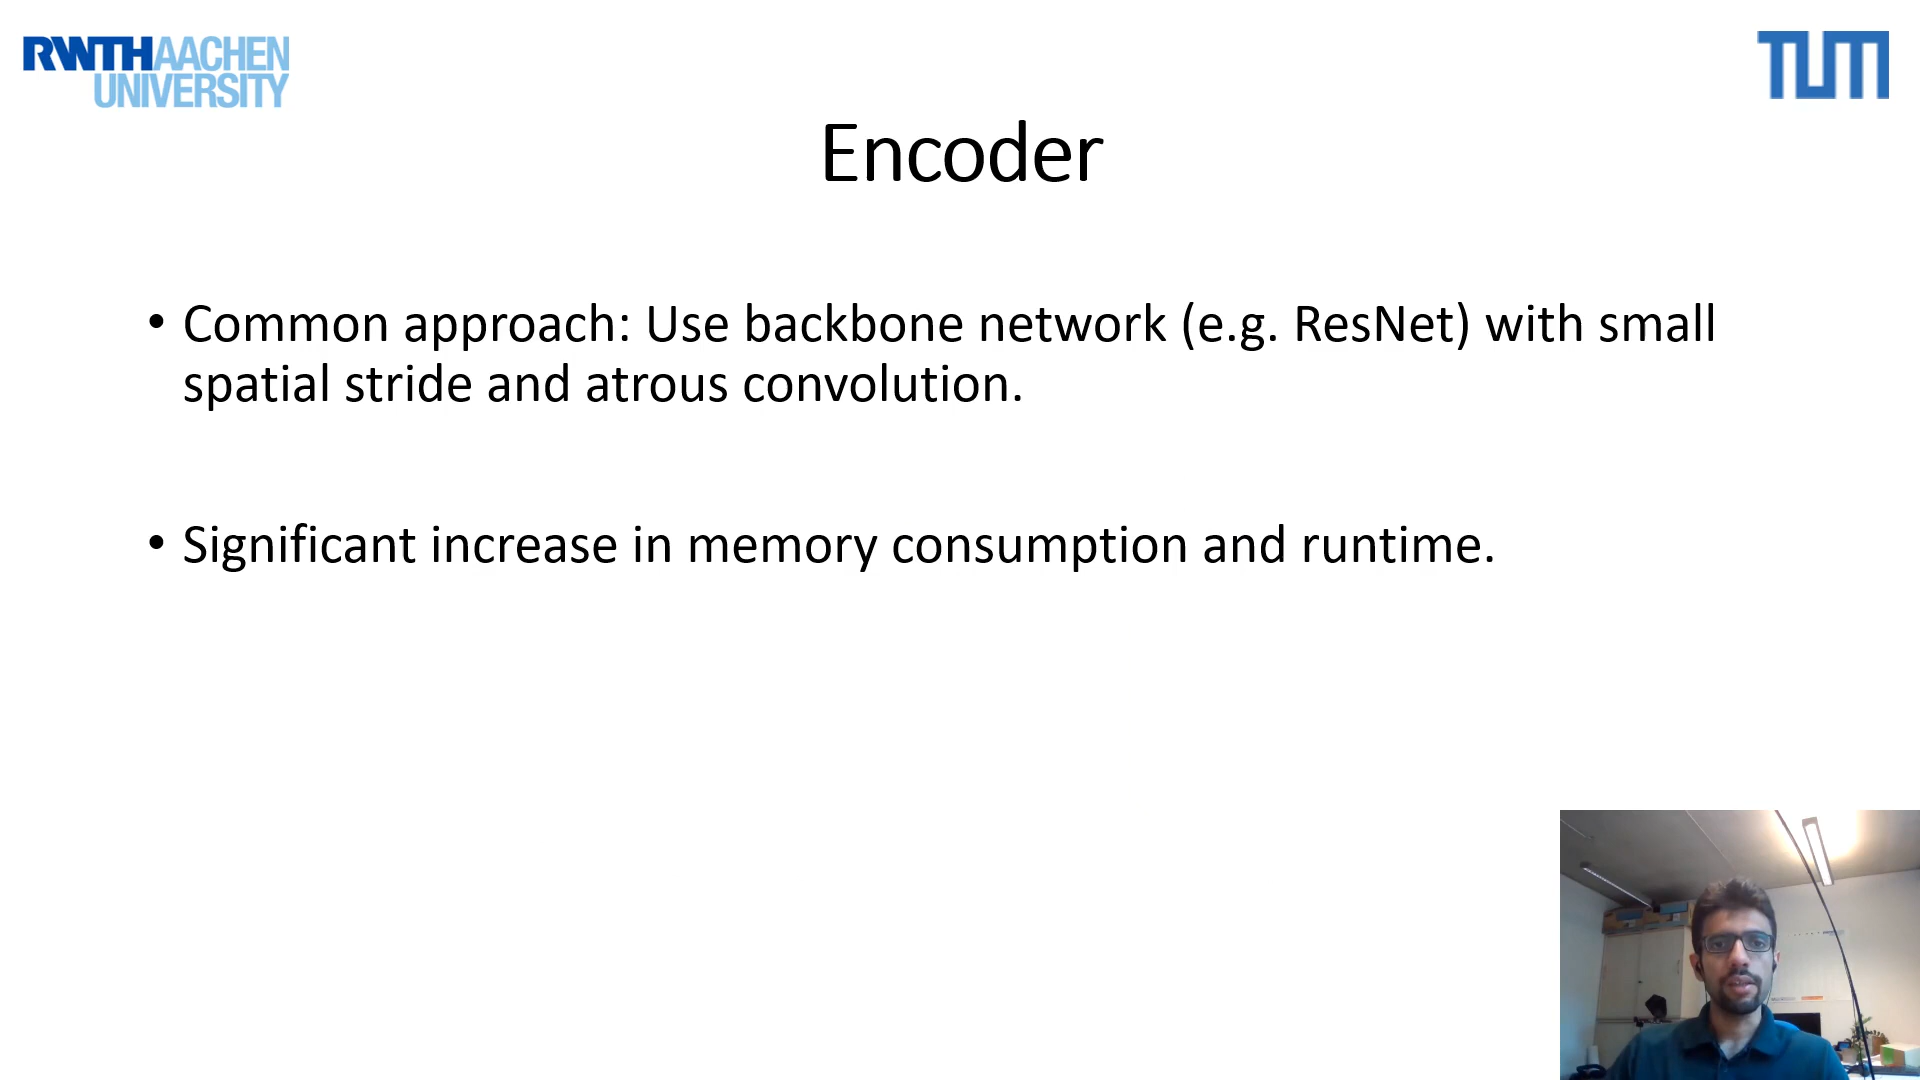 RWTHAACHEN
UNIVERSITY
TUM
Encoder
• Common approach: Use backbone network (e.g. ResNet) with small
spatial stride and atrous convolution.
• Significant increase in memory consumption and runtime.